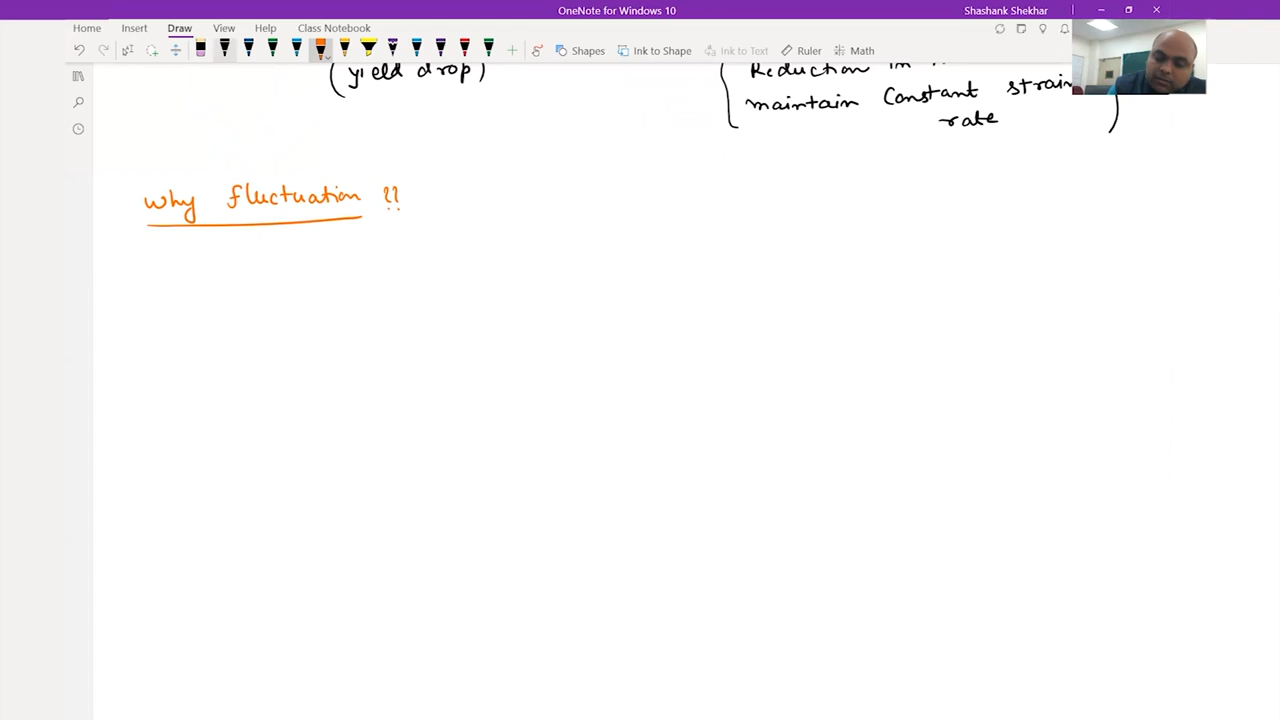 OneNote for Windows 10
Shashank Shekhar
Home Insert Draw View Help Class Notebook
Shapes Ink to Shape Ink to Text Ruler Math
(yield drop)
Reduction in
maintain constant strain
rate
why fluctuation !!